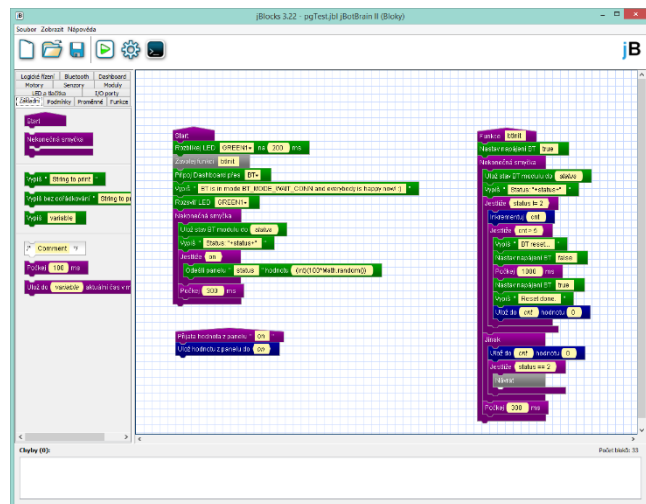 jBlocks 3.22 - pgTest.jbl jBotBrain II (Bloky)
Soubor Zobrazit Nápověda
jB
Logické řízení Bluetooth Dashboard
Motory Senzory Moduly
LED a tlačítka I/O porty
Základní Podmínky Proměnné Funkce
Start
Nekonečná smyčka
Vypiš " String to print "
Vypiš bez odřádkování " String to pri
Vypiš variable
/* Comment */
Počkej 100 ms
Ulož do variable aktuální čas v m
Start
Rozblikej LED GREEN1 na 200 ms
Zavolej funkci btInit
Připoj Dashboard přes BT
Vypiš " BT is in mode BT_MODE_WAIT_CONN and everybody is happy now! :) "
Rozsviť LED GREEN1
Nekonečná smyčka
Ulož stav BT modulu do status
Vypiš " Status: "+status+" "
Jestliže on
Odešli panelu " status " hodnotu (int)(100*Math.random())
Počkej 300 ms
Přijata hodnota z panelu " on "
Ulož hodnotu z panelu do on
Funkce btInit
Nastav napájení BT true
Nekonečná smyčka
Ulož stav BT modulu do status
Vypiš " Status: "+status+" "
Jestliže status != 2
Inkrementuj cnt
Jestliže cnt > 5
Vypiš " BT reset... "
Nastav napájení BT false
Počkej 1000 ms
Nastav napájení BT true
Vypiš " Reset done. "
Ulož do cnt hodnotu 0
Jinak
Ulož do cnt hodnotu 0
Jestliže status == 2
Návrat
Počkej 300 ms
Chyby (0):
Počet bloků: 33